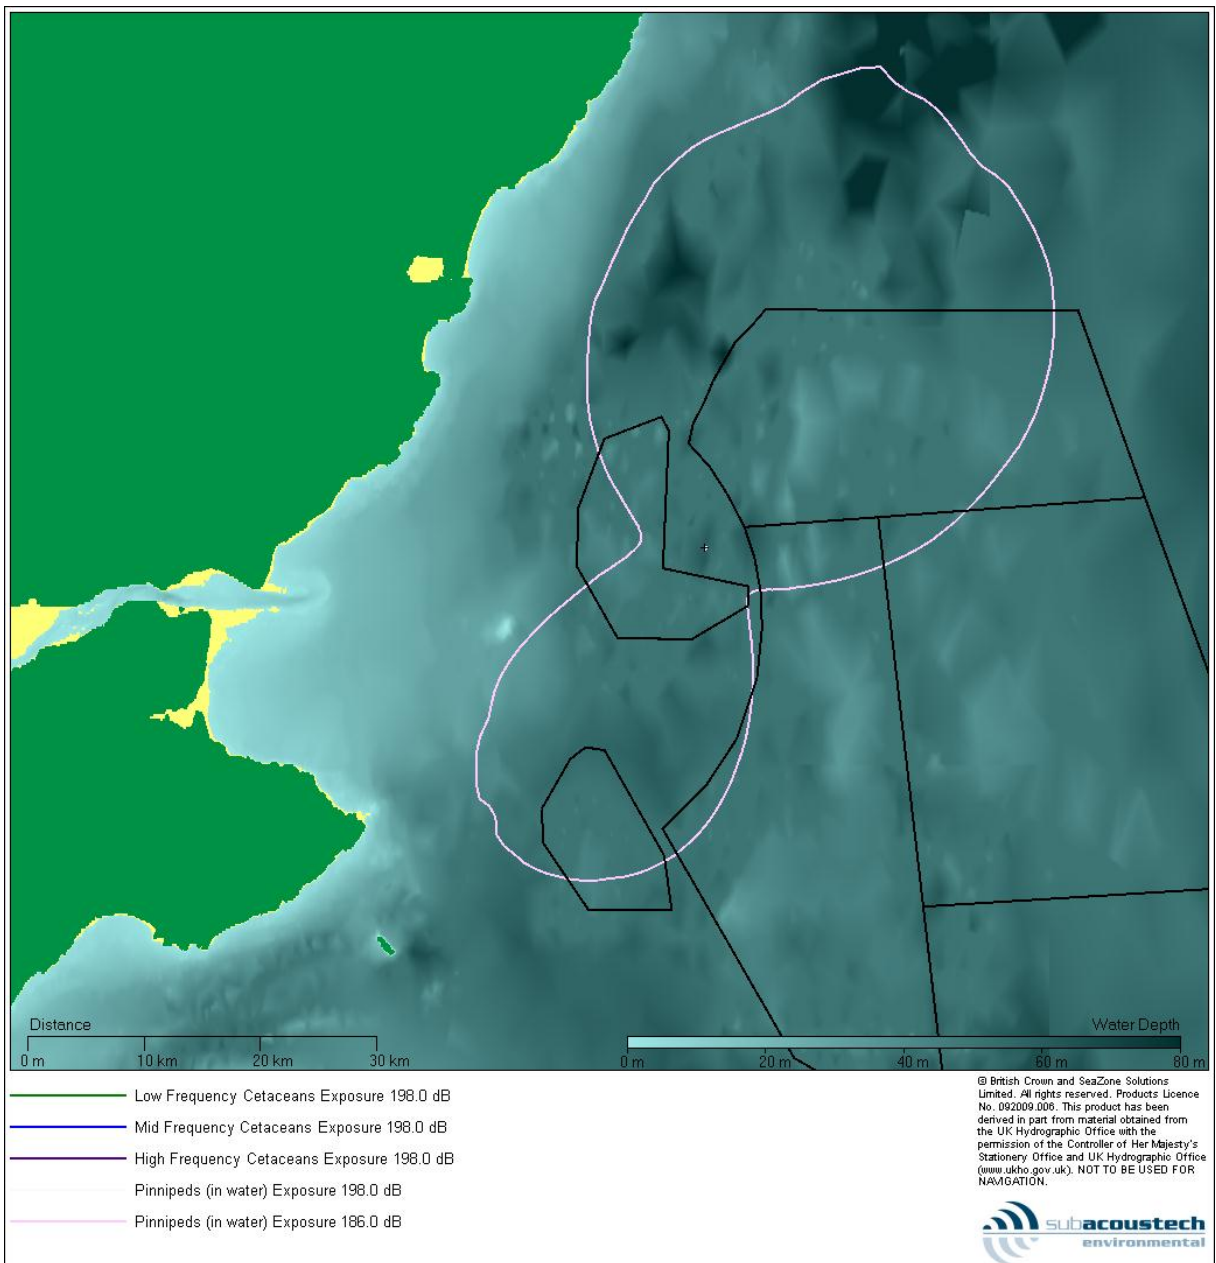 Distance
0 m 10 km 20 km 30 km
Water Depth
0 m 20 m 40 m 60 m 80 m
Low Frequency Cetaceans Exposure 198.0 dB
Mid Frequency Cetaceans Exposure 198.0 dB
High Frequency Cetaceans Exposure 198.0 dB
Pinnipeds (in water) Exposure 198.0 dB
Pinnipeds (in water) Exposure 186.0 dB
© British Crown and SeaZone Solutions
Limited. All rights reserved. Products Licence
No. 092009.006. This product has been
derived in part from material obtained from
the UK Hydrographic Office with the
permission of the Controller of Her Majesty's
Stationery Office and UK Hydrographic Office
(www.ukho.gov.uk). NOT TO BE USED FOR
NAVIGATION.
subacoustech
environmental